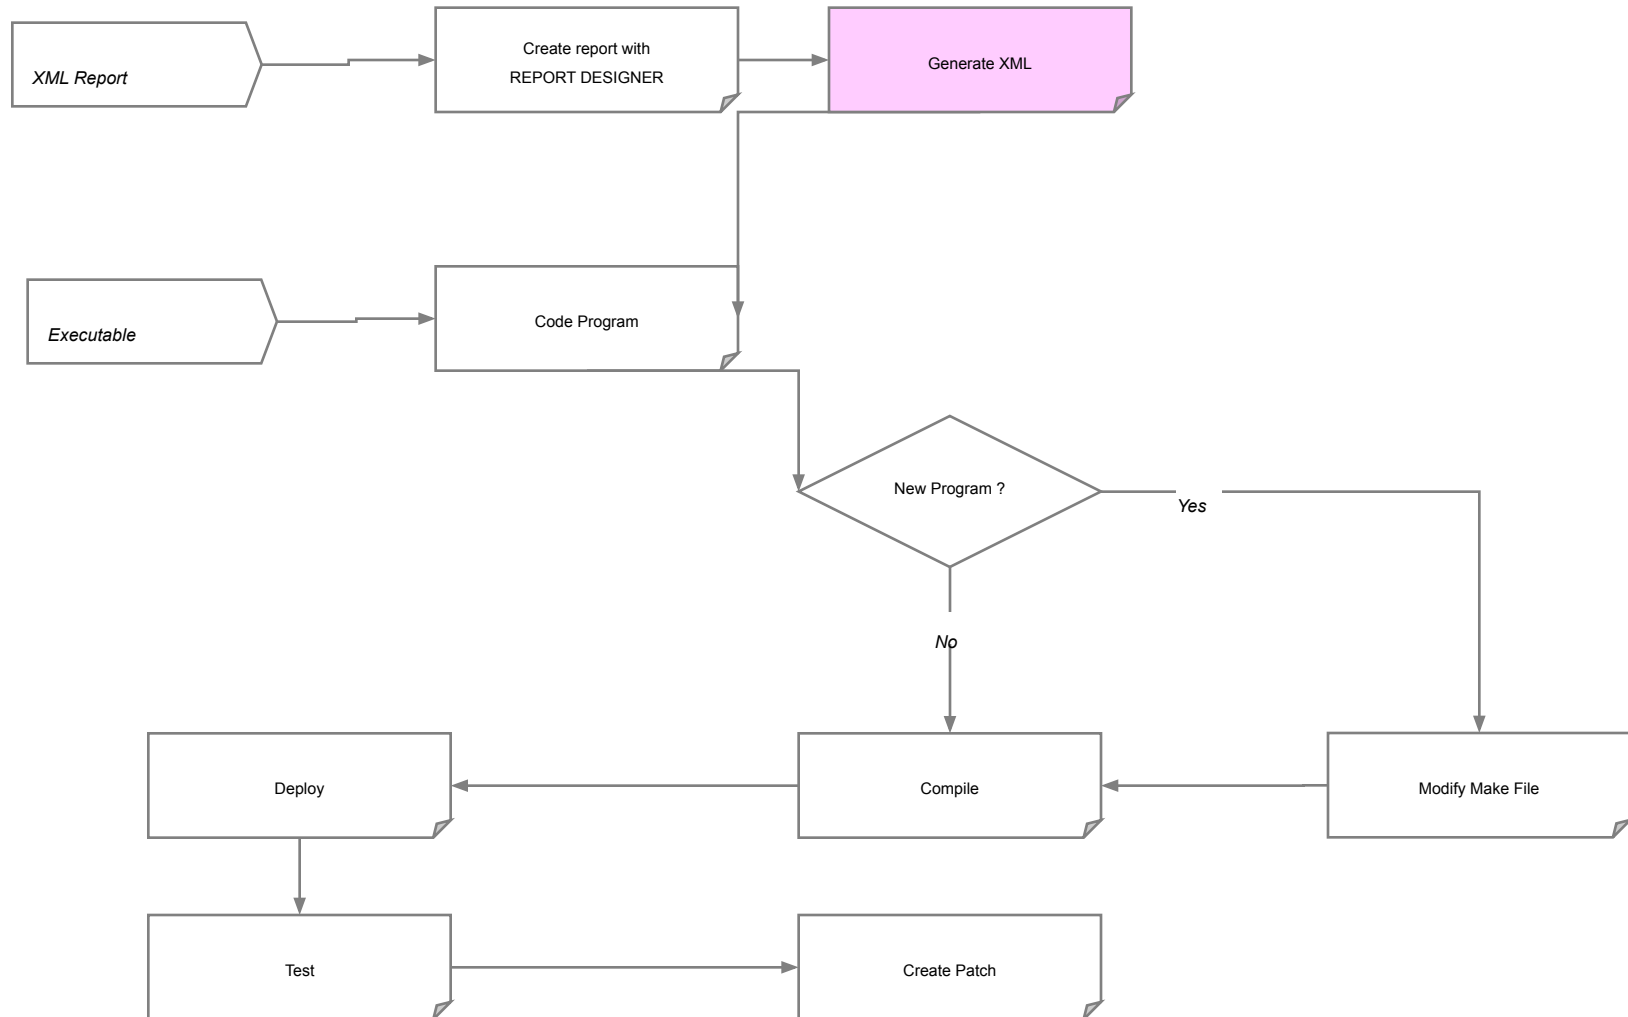 XML Report
Create report with
REPORT DESIGNER
Generate XML
Executable
Code Program
New Program ?
Yes
No
Deploy
Compile
Modify Make File
Test
Create Patch